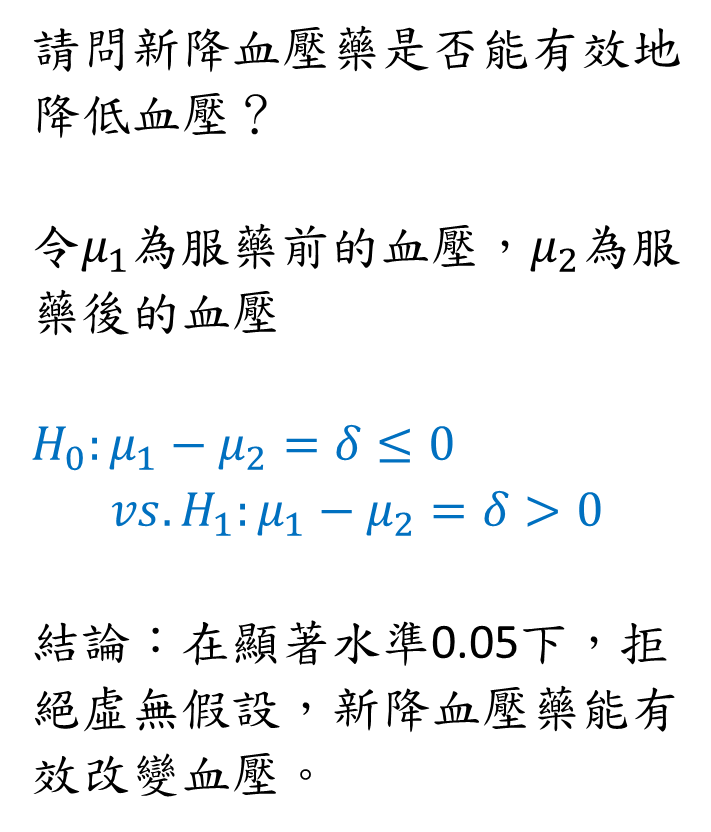 請問新降血壓藥是否能有效地
降低血壓？
令μ₁為服藥前的血壓，μ₂為服
藥後的血壓
H₀: μ₁ − μ₂ = δ ≤ 0
vs. H₁: μ₁ − μ₂ = δ > 0
結論：在顯著水準0.05下，拒
絕虛無假設，新降血壓藥能有
效改變血壓。